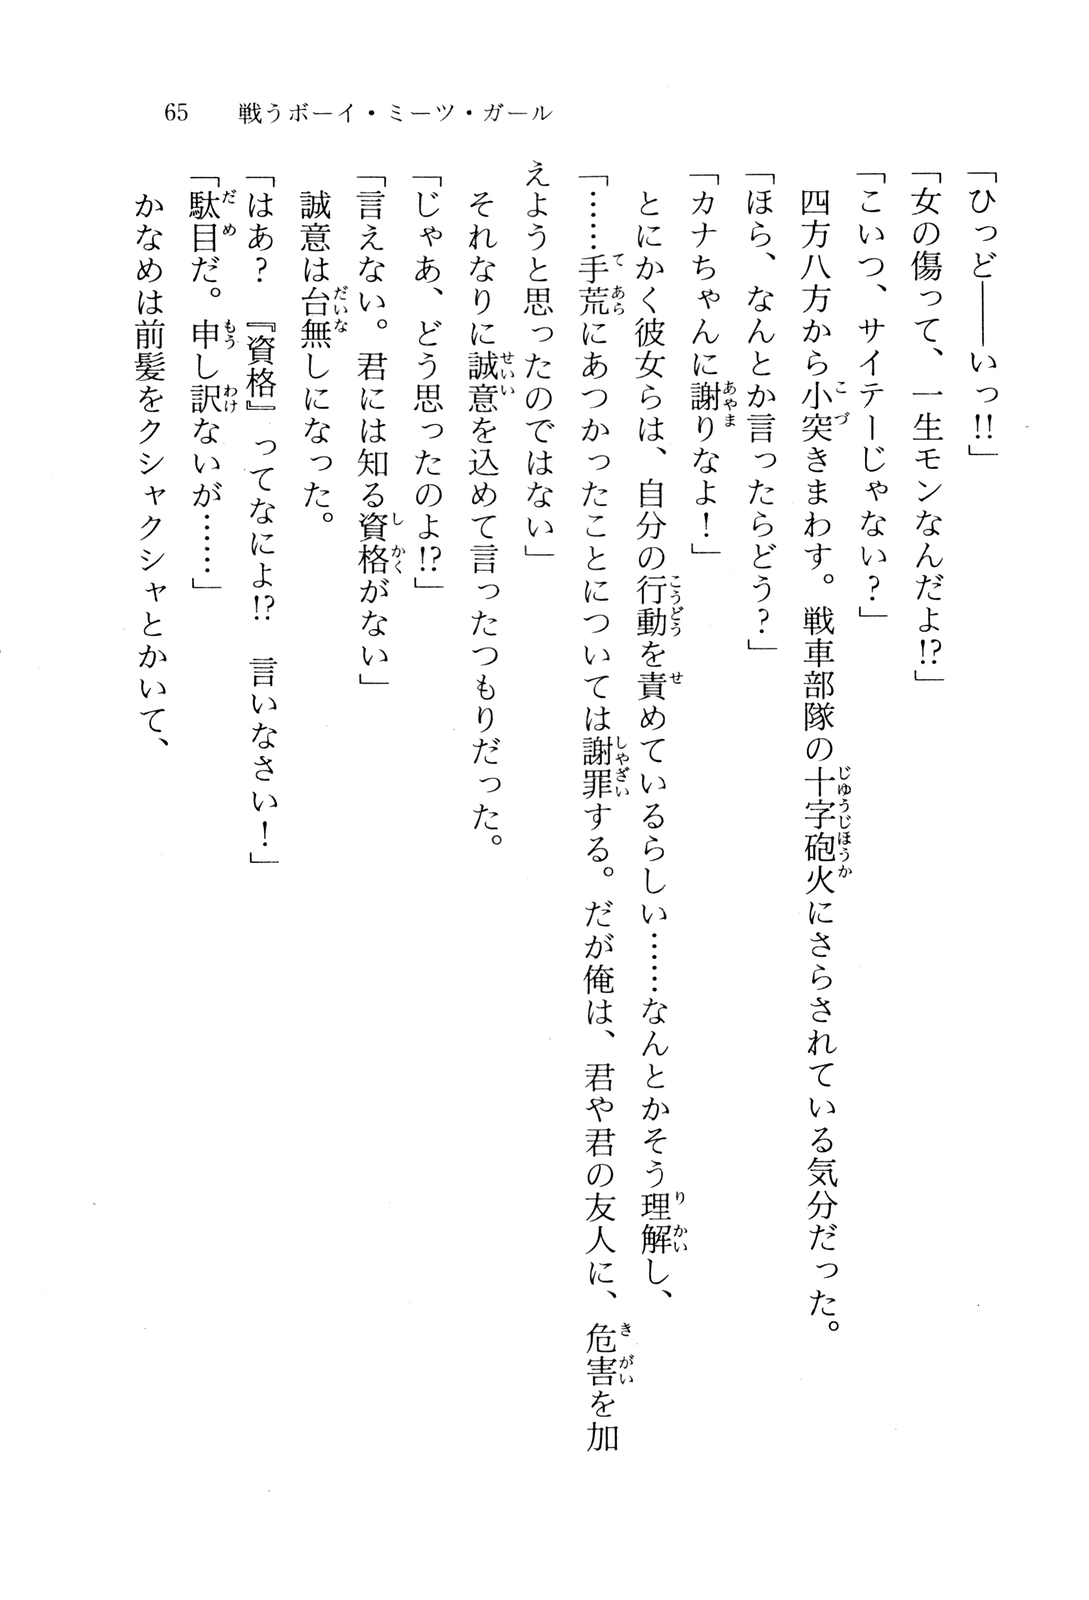 65　戦うボーイ・ミーツ・ガール
「ひっど――いっ!!」
「女の傷って、一生モンなんだよ!?」
「こいつ、サイテーじゃない？」
　四方八方から小突きまわす。戦車部隊の十字砲火にさらされている気分だった。
「ほら、なんとか言ったらどう？」
「カナちゃんに謝りなよ！」
　とにかく彼女らは、自分の行動を責めているらしい……なんとかそう理解し、
「……手荒にあつかったことについては謝罪する。だが俺は、君や君の友人に、危害を加
えようと思ったのではない」
　それなりに誠意を込めて言ったつもりだった。
「じゃあ、どう思ったのよ!?」
「言えない。君には知る資格がない」
　誠意は台無しになった。
「はあ？　『資格』ってなによ!?　言いなさい！」
「駄目だ。申し訳ないが……」
　かなめは前髪をクシャクシャとかいて、